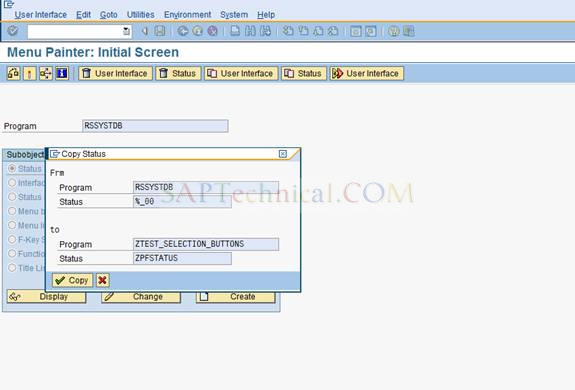 User Interface Edit Goto Utilities Environment System Help
Menu Painter: Initial Screen
User Interface Status User Interface Status User Interface
Program RSSYSTDB
Subobject
Status
Interfac
Status
Menu b
Menu li
F-Key S
Functio
Title Lis
Copy Status
Frm
Program RSSYSTDB
Status %_00
to
Program ZTEST_SELECTION_BUTTONS
Status ZPFSTATUS
Copy
Display Change Create
SAPTechnical.COM